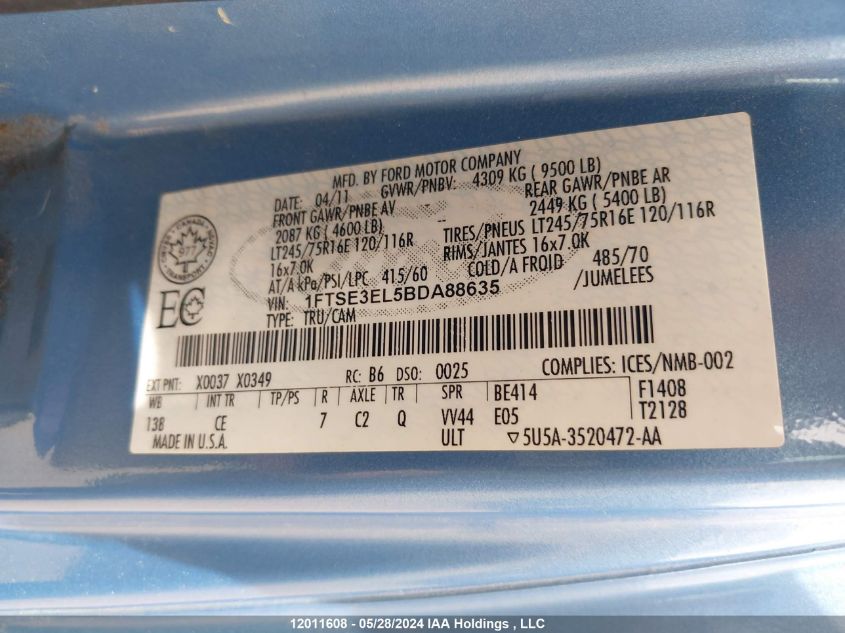 MFD. BY FORD MOTOR COMPANY
DATE: 04/11 GVWR/PNBV: 4309 KG ( 9500 LB)
FRONT GAWR/PNBE AV REAR GAWR/PNBE AR
2087 KG ( 4600 LB) 2449 KG ( 5400 LB)
LT245/75R16E 120/116R TIRES/PNEUS LT245/75R16E 120/116R
16x7.0K RIMS/JANTES 16x7.0K
AT/A kPa/PSI/LPC 415/60 COLD/A FROID 485/70
VIN: 1FTSE3EL5BDA88635 /JUMELEES
TYPE: TRU/CAM
977
TRANSPORT
CANADA
EC
EXT PNT: X0037 X0349 RC: B6 DSO: 0025 COMPLIES: ICES/NMB-002
WB INT TR TP/PS R AXLE TR SPR BE414 F1408
138 CE 7 C2 Q VV44 E05 T2128
MADE IN U.S.A. ULT 5U5A-3520472-AA
12011608 - 05/28/2024 IAA Holdings , LLC